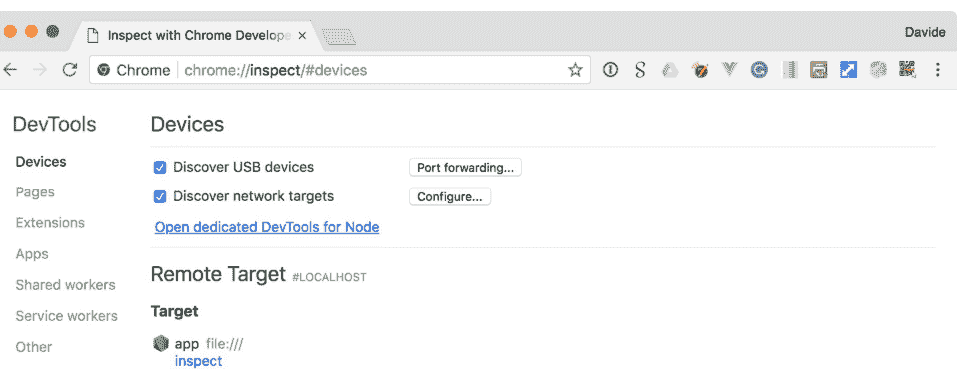 Inspect with Chrome Develope ×
Davide
Chrome chrome://inspect/#devices
DevTools
Devices
Pages
Extensions
Apps
Shared workers
Service workers
Other
Devices
Discover USB devices
Port forwarding...
Discover network targets
Configure...
Open dedicated DevTools for Node
Remote Target #LOCALHOST
Target
app file:///
inspect